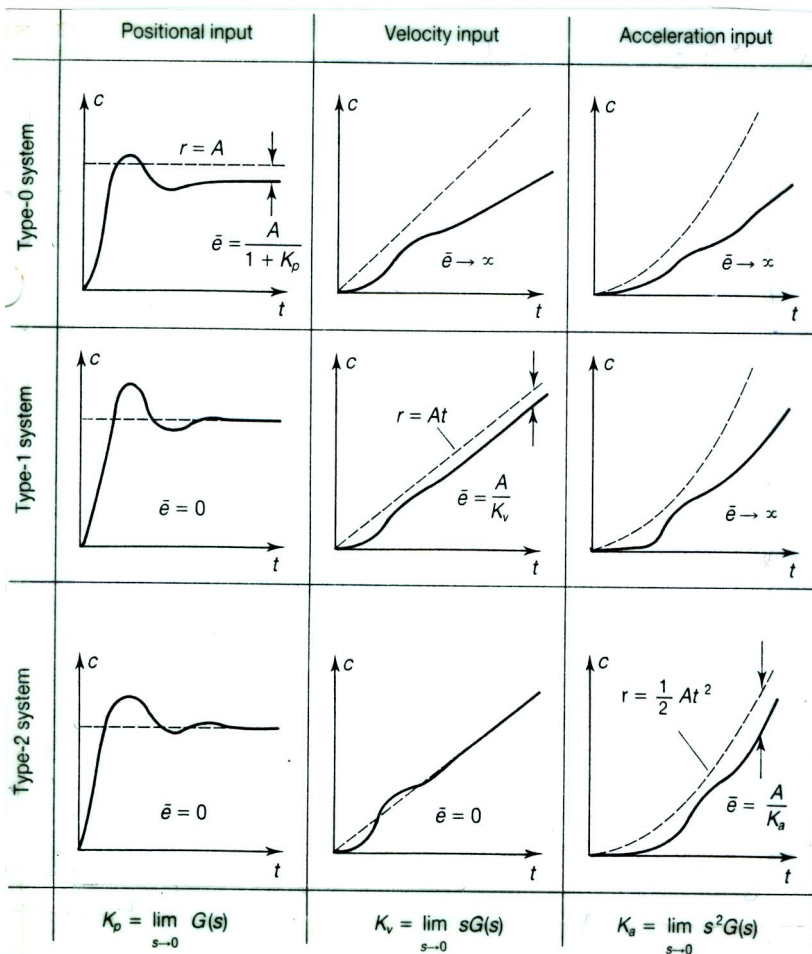 Positional input Velocity input Acceleration input
Type-0 system
c
r = A
ē = A / (1 + Kₚ)
t
c
ē → ∝
t
c
ē → ∝
t
Type-1 system
c
ē = 0
t
c
r = At
ē = A / Kᵥ
t
c
ē → ∝
t
Type-2 system
c
ē = 0
t
c
ē = 0
t
c
r = 1/2 At²
ē = A / Kₐ
t
Kₚ = lim G(s) Kᵥ = lim sG(s) Kₐ = lim s²G(s)
s→0 s→0 s→0